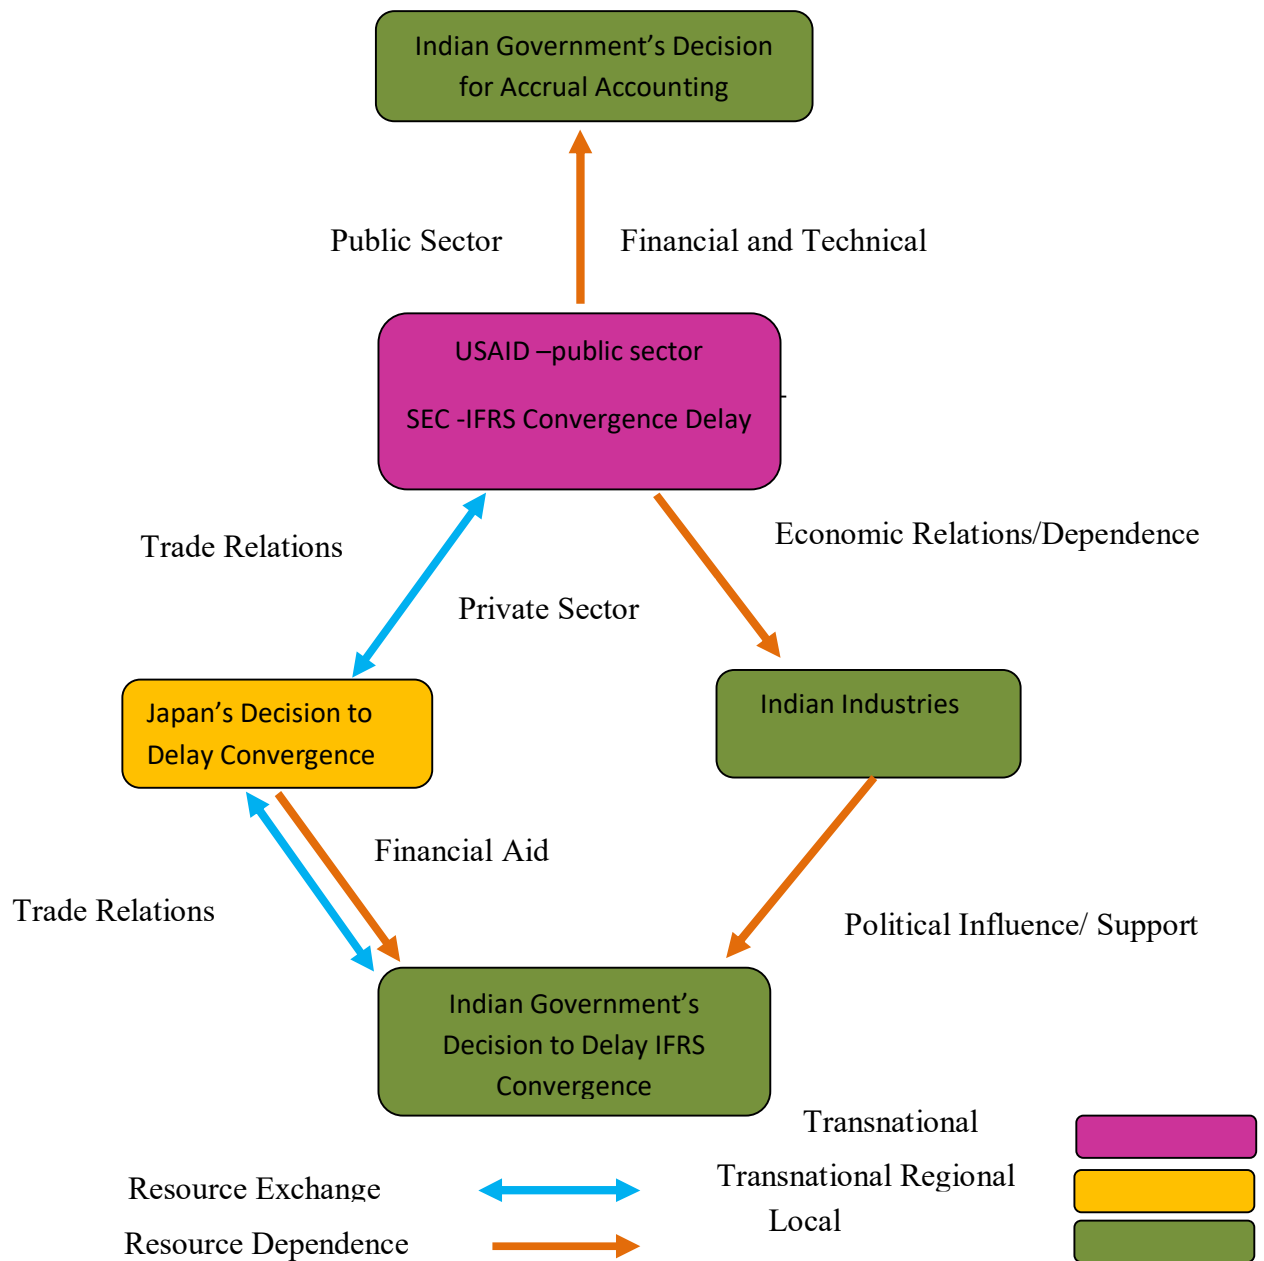 Indian Government’s Decision
for Accrual Accounting
Public Sector
Financial and Technical
USAID –public sector
SEC -IFRS Convergence Delay
Trade Relations
Economic Relations/Dependence
Private Sector
Japan’s Decision to
Delay Convergence
Indian Industries
Financial Aid
Trade Relations
Political Influence/ Support
Indian Government’s
Decision to Delay IFRS
Convergence
Transnational
Resource Exchange
Transnational Regional
Local
Resource Dependence